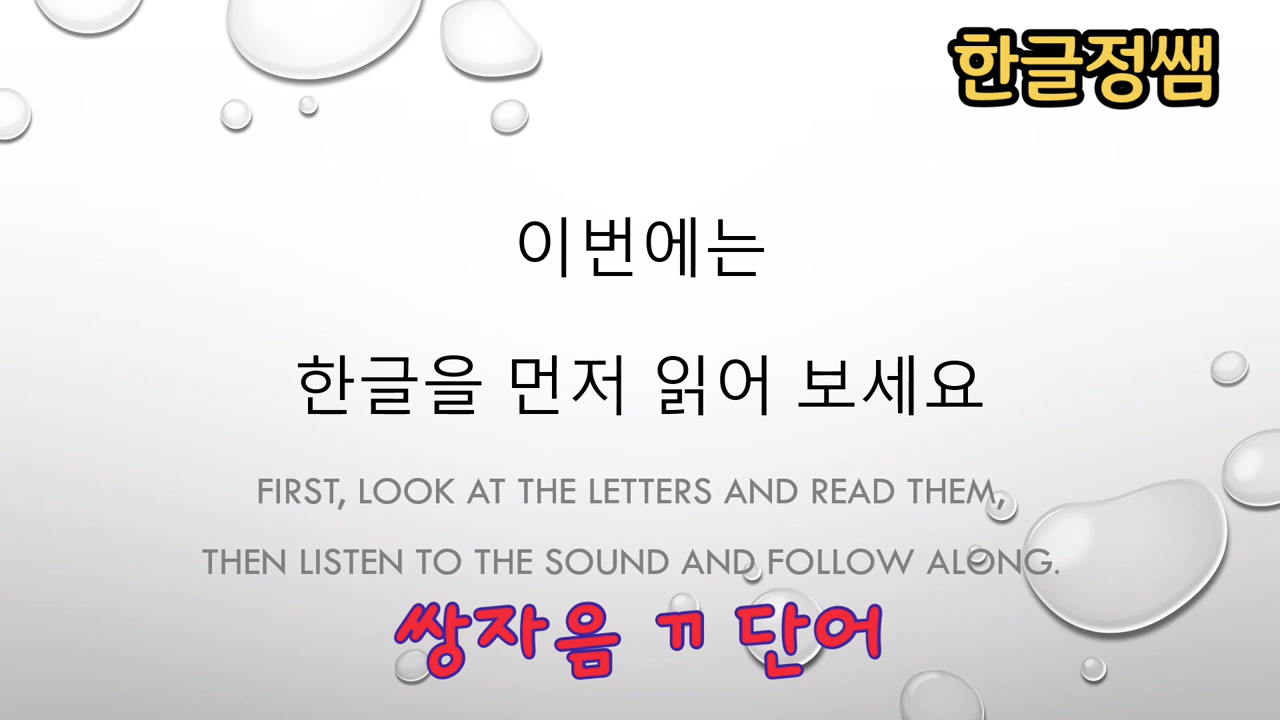 한글정쌤
이번에는
한글을 먼저 읽어 보세요
FIRST, LOOK AT THE LETTERS AND READ THEM,
THEN LISTEN TO THE SOUND AND FOLLOW ALONG.
쌍자음 ㄲ 단어